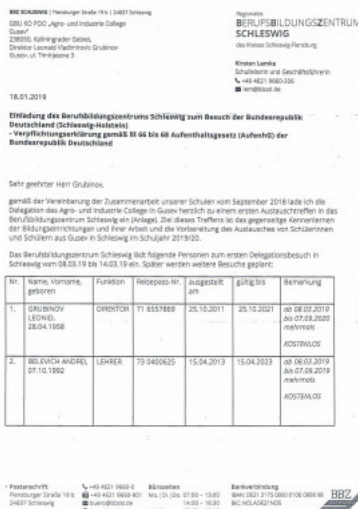 BBZ SCHLESWIG | Flensburger Straße 19 b | 24837 Schleswig
GBU KO POO „Agro- und Industrie College
Gusev“
238050, Kaliningrader Gebiet,
Direktor Leonid Vladimirovic Grubinov
Gusev, ul. Timirjaseva 3
Regionales
BERUFSBILDUNGSZENTRUM
SCHLESWIG
des Kreises Schleswig-Flensburg
Kirsten Lemke
Schulleiterin und Geschäftsführerin
18.01.2019
Einladung des Berufsbildungszentrums Schleswig zum Besuch der Bundesrepublik
Deutschland (Schleswig-Holstein)
- Verpflichtungserklärung gemäß §§ 66 bis 68 Aufenthaltsgesetz (AufenhG) der
Bundesrepublik Deutschland
Sehr geehrter Herr Grubinov,
gemäß der Vereinbarung der Zusammenarbeit unserer Schulen vom September 2018 lade ich die
Delegation des Agro- und Industrie College in Gusev herzlich zu einem ersten Austauschtreffen in das
Berufsbildungszentrum Schleswig ein (Anlage). Ziel dieses Treffens ist das gegenseitige Kennenlernen
der Bildungseinrichtungen und ihrer Arbeit und die Vorbereitung des Austausches von Schülerinnen
und Schülern aus Gusev in Schleswig im Schuljahr 2019/20.
Das Berufsbildungszentrum Schleswig lädt folgende Personen zum ersten Delegationsbesuch in
Schleswig vom 08.03.19 bis 14.03.19 ein. Später werden weitere Besuche geplant:
Nr. Name, Vorname, geboren Funktion Reisepass-Nr. ausgestellt am gültig bis Bemerkung
1. GRUBINOV DIREKTOR 71 6557869 25.10.2011 25.10.2021 ab 08.03.2019
LEONID, bis 07.03.2020
28.04.1958 mehrmals
KOSTENLOS
2. BELEVICH ANDREI, LEHRER 73 0400625 15.04.2013 15.04.2023 ab 08.03.2019
07.10.1992 bis 07.09.2019
mehrmals
KOSTENLOS
Postanschrift
Flensburger Straße 19 b
24837 Schleswig
Bürozeiten
Bankverbindung
BBZ